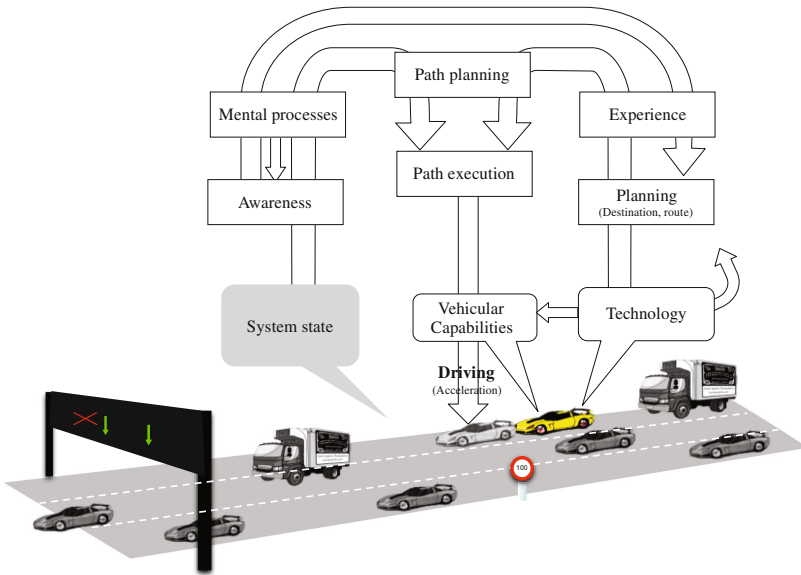 Path planning
Mental processes
Experience
Path execution
Awareness
Planning
(Destination, route)
System state
Vehicular
Capabilities
Technology
Driving
(Acceleration)
100